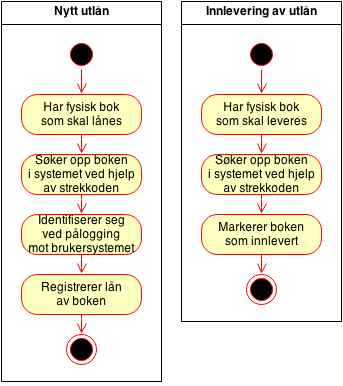 Nytt utlån
Har fysisk bok
som skal lånes
Søker opp boken
i systemet ved hjelp
av strekkoden
Identifiserer seg
ved pålogging
mot brukersystemet
Registrerer lån
av boken
Innlevering av utlån
Har fysisk bok
som skal leveres
Søker opp boken
i systemet ved hjelp
av strekkoden
Markerer boken
som innlevert